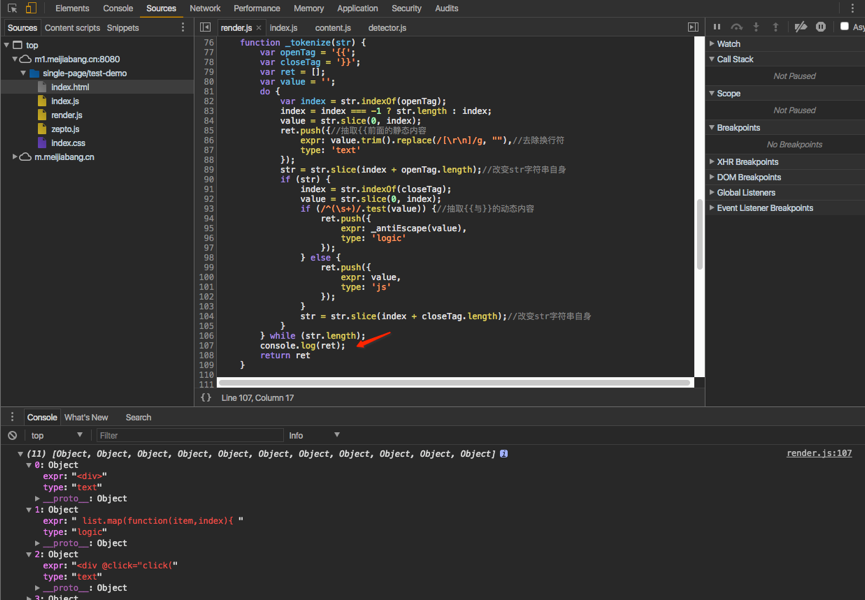 Elements Console Sources Network Performance Memory Application Security Audits
Sources Content scripts Snippets
render.js × index.js content.js detector.js
Asy
top
m1.meijiabang.cn:8080
single-page/test-demo
index.html
index.js
render.js
zepto.js
index.css
m.meijiabang.cn
76 function _tokenize(str) {
77 var openTag = '{{';
78 var closeTag = '}}';
79 var ret = [];
80 var value = '';
81 do {
82 var index = str.indexOf(openTag);
83 index = index === -1 ? str.length : index;
84 value = str.slice(0, index);
85 ret.push({//抽取{{前面的静态内容
86 expr: value.trim().replace(/[\r\n]/g, ""),//去除换行符
87 type: 'text'
88 });
89 str = str.slice(index + openTag.length);//改变str字符串自身
90 if (str) {
91 index = str.indexOf(closeTag);
92 value = str.slice(0, index);
93 if (/^(\s+)/.test(value)) {//抽取{{与}}的动态内容
94 ret.push({
95 expr: _antiEscape(value),
96 type: 'logic'
97 });
98 } else {
99 ret.push({
100 expr: value,
101 type: 'js'
102 });
103 }
104 str = str.slice(index + closeTag.length);//改变str字符串自身
105 }
106 } while (str.length);
107 console.log(ret);
108 return ret
109 }
110
111
{} Line 107, Column 17
Watch
Call Stack
Not Paused
Scope
Not Paused
Breakpoints
No Breakpoints
XHR Breakpoints
DOM Breakpoints
Global Listeners
Event Listener Breakpoints
Console What's New Search
top Filter Info
(11) [Object, Object, Object, Object, Object, Object, Object, Object, Object, Object, Object] render.js:107
0: Object
expr: "<div>"
type: "text"
__proto__: Object
1: Object
expr: " list.map(function(item,index){ "
type: "logic"
__proto__: Object
2: Object
expr: "<div @click="click("
type: "text"
__proto__: Object
3: Object